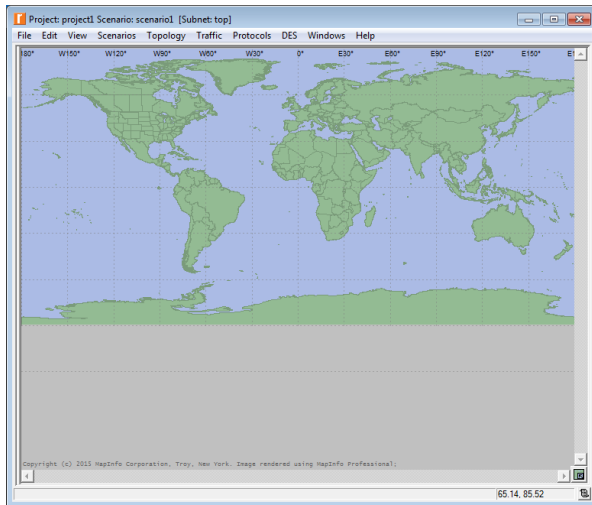 Project: project1 Scenario: scenario1 [Subnet: top]
File Edit View Scenarios Topology Traffic Protocols DES Windows Help
180° W150° W120° W90° W60° W30° 0° E30° E60° E90° E120° E150° E1
Copyright (c) 2015 MapInfo Corporation, Troy, New York. Image rendered using MapInfo Professional;
65.14, 85.52